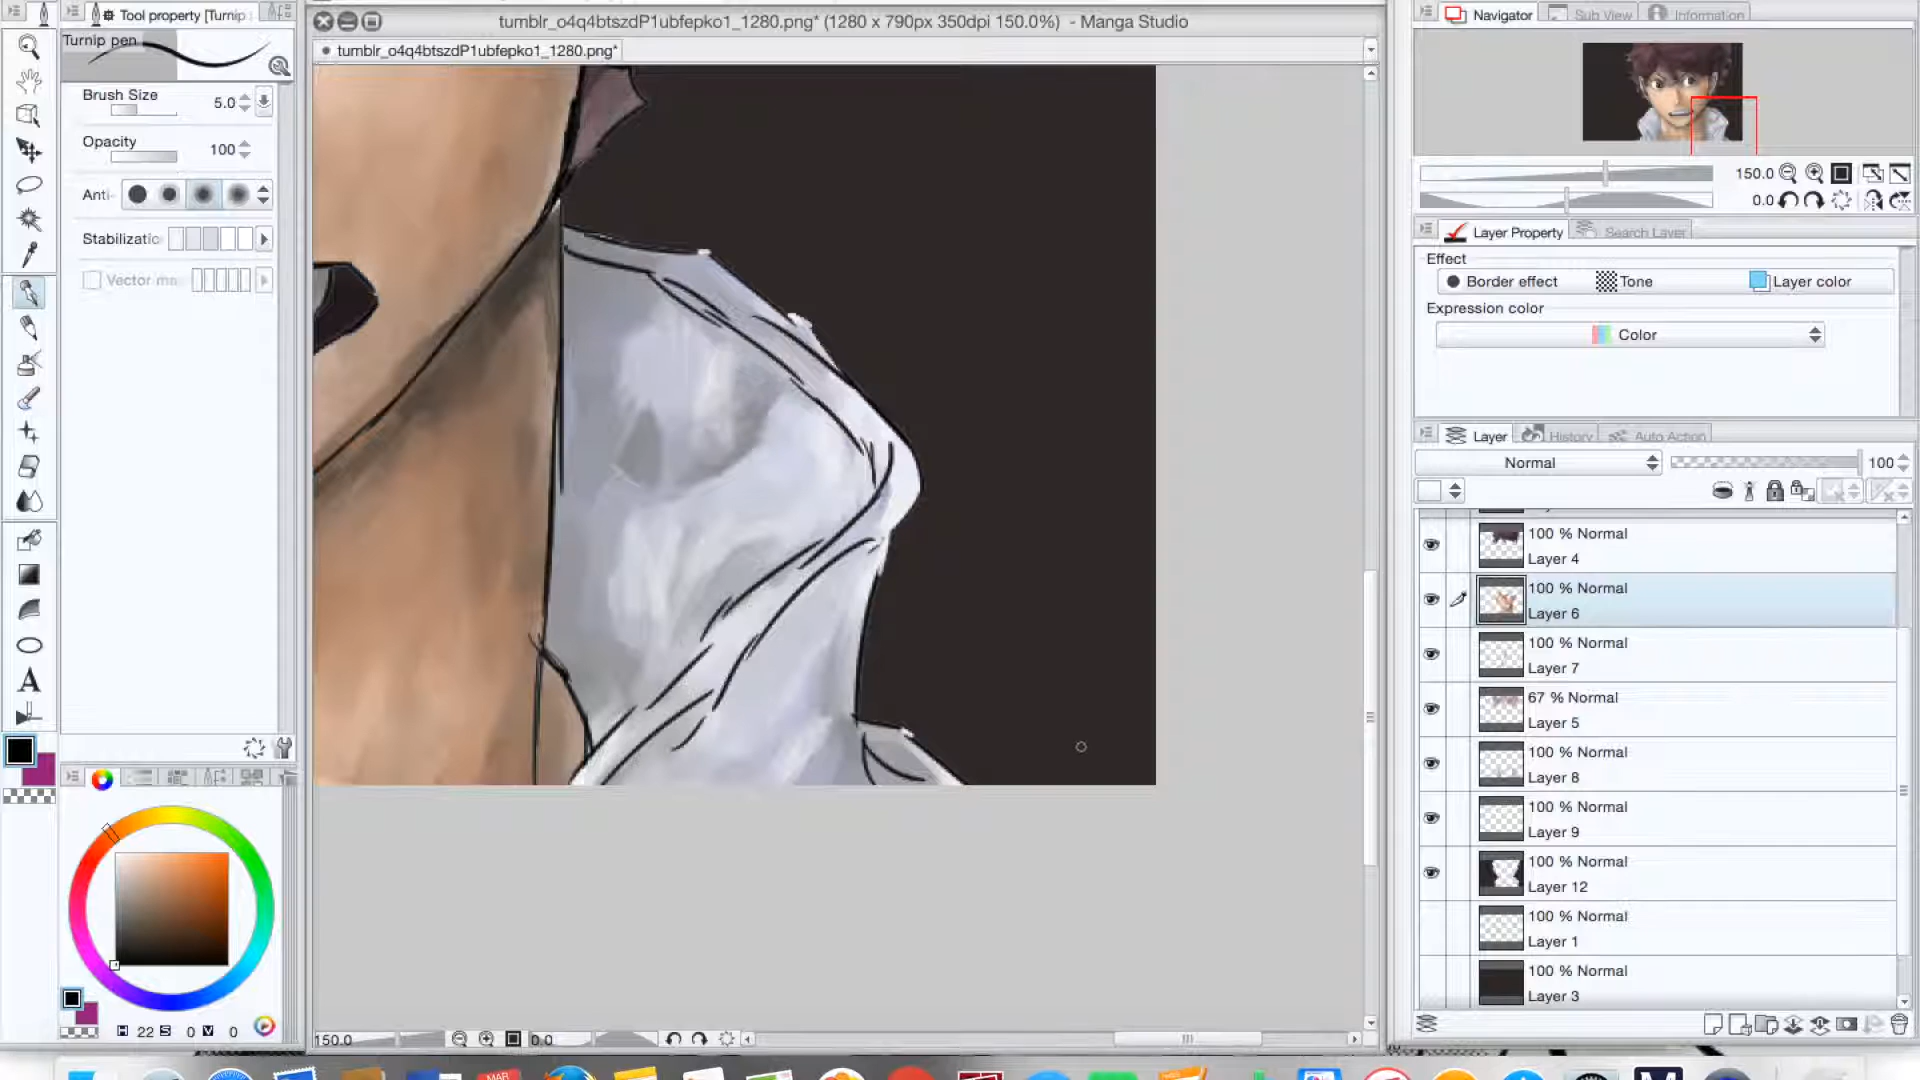 Tool property [Turnip
Turnip pen
Brush Size
5.0
Opacity
100
Anti-
Stabilizatio
Vector ma
H 22 S 0 V 0
tumblr_o4q4btszdP1ubfepko1_1280.png* (1280 x 790px 350dpi 150.0%) - Manga Studio
tumblr_o4q4btszdP1ubfepko1_1280.png*
150.0
0.0
MAR
Navigator
Sub View
Information
150.0
0.0
Layer Property
Search Layer
Effect
Border effect
Tone
Layer color
Expression color
Color
Layer
History
Auto Action
Normal
100
100 % Normal
Layer 4
100 % Normal
Layer 6
100 % Normal
Layer 7
67 % Normal
Layer 5
100 % Normal
Layer 8
100 % Normal
Layer 9
100 % Normal
Layer 12
100 % Normal
Layer 1
100 % Normal
Layer 3